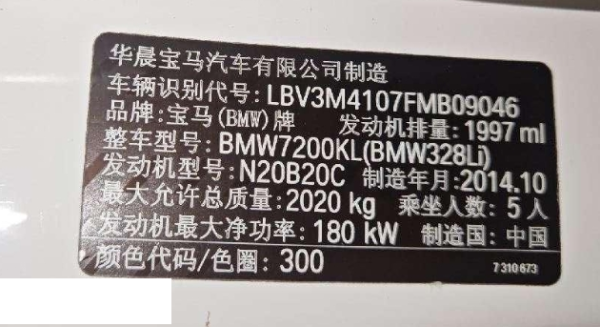 华晨宝马汽车有限公司制造
车辆识别代号: LBV3M4107FMB09046
品牌: 宝马(BMW)牌 发动机排量: 1997 ml
整车型号: BMW7200KL(BMW328Li)
发动机型号: N20B20C 制造年月: 2014.10
最大允许总质量: 2020 kg 乘坐人数: 5 人
发动机最大净功率: 180 kW 制造国: 中国
颜色代码/色圈: 300 7 310 673